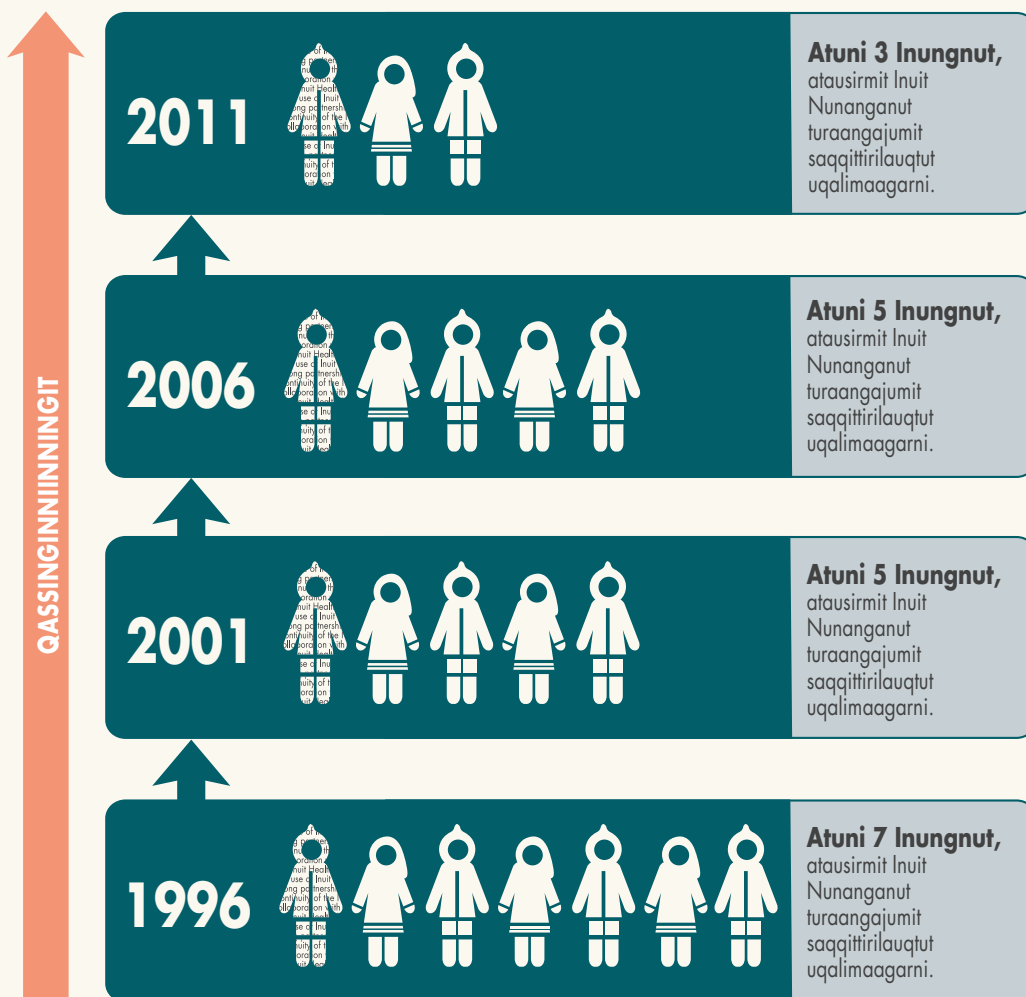 QASSINGINNIINNINGIT
2011
Atuni 3 Inungnut,
atausirmit Inuit
Nunanganut
turaangajumit
saqqittirilauqtut
uqalimaagarni.
2006
Atuni 5 Inungnut,
atausirmit Inuit
Nunanganut
turaangajumit
saqqittirilauqtut
uqalimaagarni.
2001
Atuni 5 Inungnut,
atausirmit Inuit
Nunanganut
turaangajumit
saqqittirilauqtut
uqalimaagarni.
1996
Atuni 7 Inungnut,
atausirmit Inuit
Nunanganut
turaangajumit
saqqittirilauqtut
uqalimaagarni.